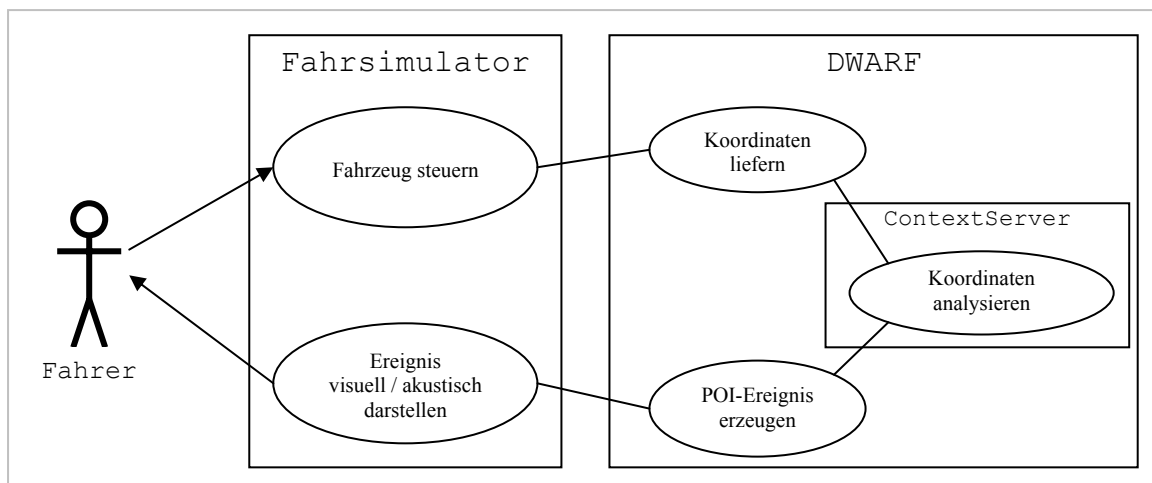 Fahrsimulator
DWARF
Fahrzeug steuern
Koordinaten
liefern
ContextServer
Koordinaten
analysieren
Fahrer
Ereignis
visuell / akustisch
darstellen
POI-Ereignis
erzeugen